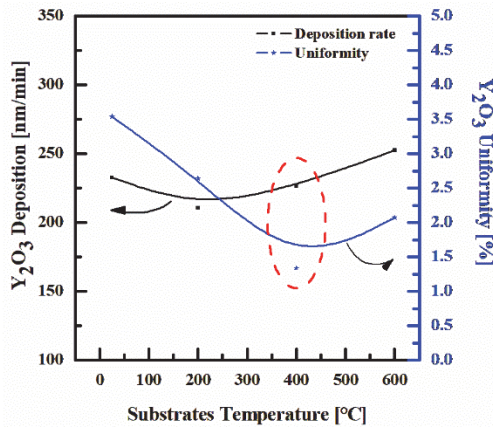 350
300
250
200
150
100
Y₂O₃ Deposition [nm/min]
Deposition rate
Uniformity
5.0
4.5
4.0
3.5
3.0
2.5
2.0
1.5
1.0
0.5
0.0
Y₂O₃ Uniformity [%]
0 100 200 300 400 500 600
Substrates Temperature [°C]